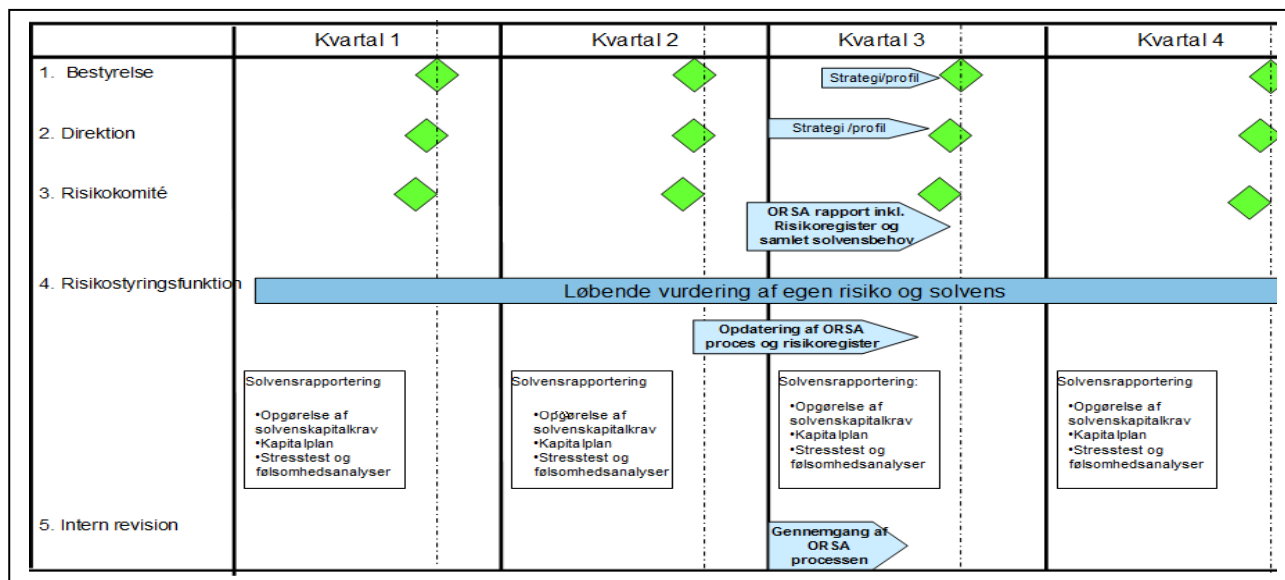 Kvartal 1
Kvartal 2
Kvartal 3
Kvartal 4
1. Bestyrelse
Strategi/profil
2. Direktion
Strategi /profil
3. Risikokomité
ORSA rapport inkl.
Risikoregister og
samlet solvensbehov
4. Risikostyringsfunktion
Løbende vurdering af egen risiko og solvens
Opdatering af ORSA
proces og risikoregister
Solvensrapportering
•Opgørelse af
solvenskapitalkrav
•Kapitalplan
•Stresstest og
følsomhedsanalyser
Solvensrapportering
•Opgørelse af
solvenskapitalkrav
•Kapitalplan
•Stresstest og
følsomhedsanalyser
Solvensrapportering:
•Opgørelse af
solvenskapitalkrav
•Kapitalplan
•Stresstest og
følsomhedsanalyser
Solvensrapportering
•Opgørelse af
solvenskapitalkrav
•Kapitalplan
•Stresstest og
følsomhedsanalyser
5. Intern revision
Gennemgang af
ORSA
processen